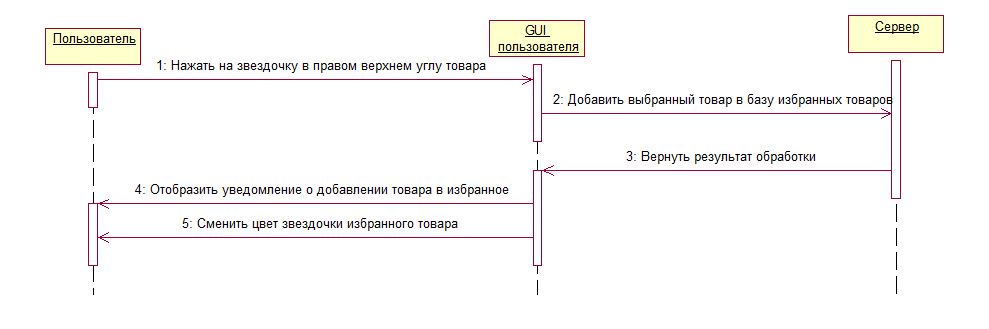 Пользователь
GUI
пользователя
Сервер
1: Нажать на звездочку в правом верхнем углу товара
2: Добавить выбранный товар в базу избранных товаров
3: Вернуть результат обработки
4: Отобразить уведомление о добавлении товара в избранное
5: Сменить цвет звездочки избранного товара